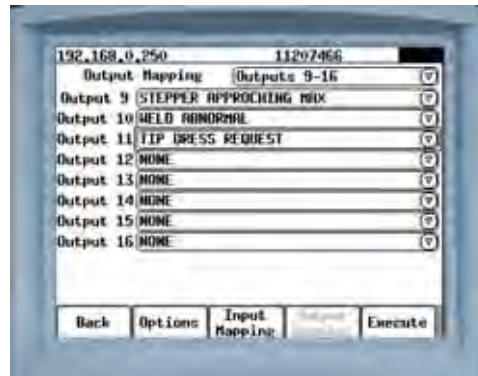 192.168.0.250 11207466
Output Mapping Outputs 9-16
Output 9 STEPPER APPROCHING MAX
Output 10 WELD ABNORMAL
Output 11 TIP DRESS REQUEST
Output 12 NONE
Output 13 NONE
Output 14 NONE
Output 15 NONE
Output 16 NONE
Back Options Input Mapping Output Execute